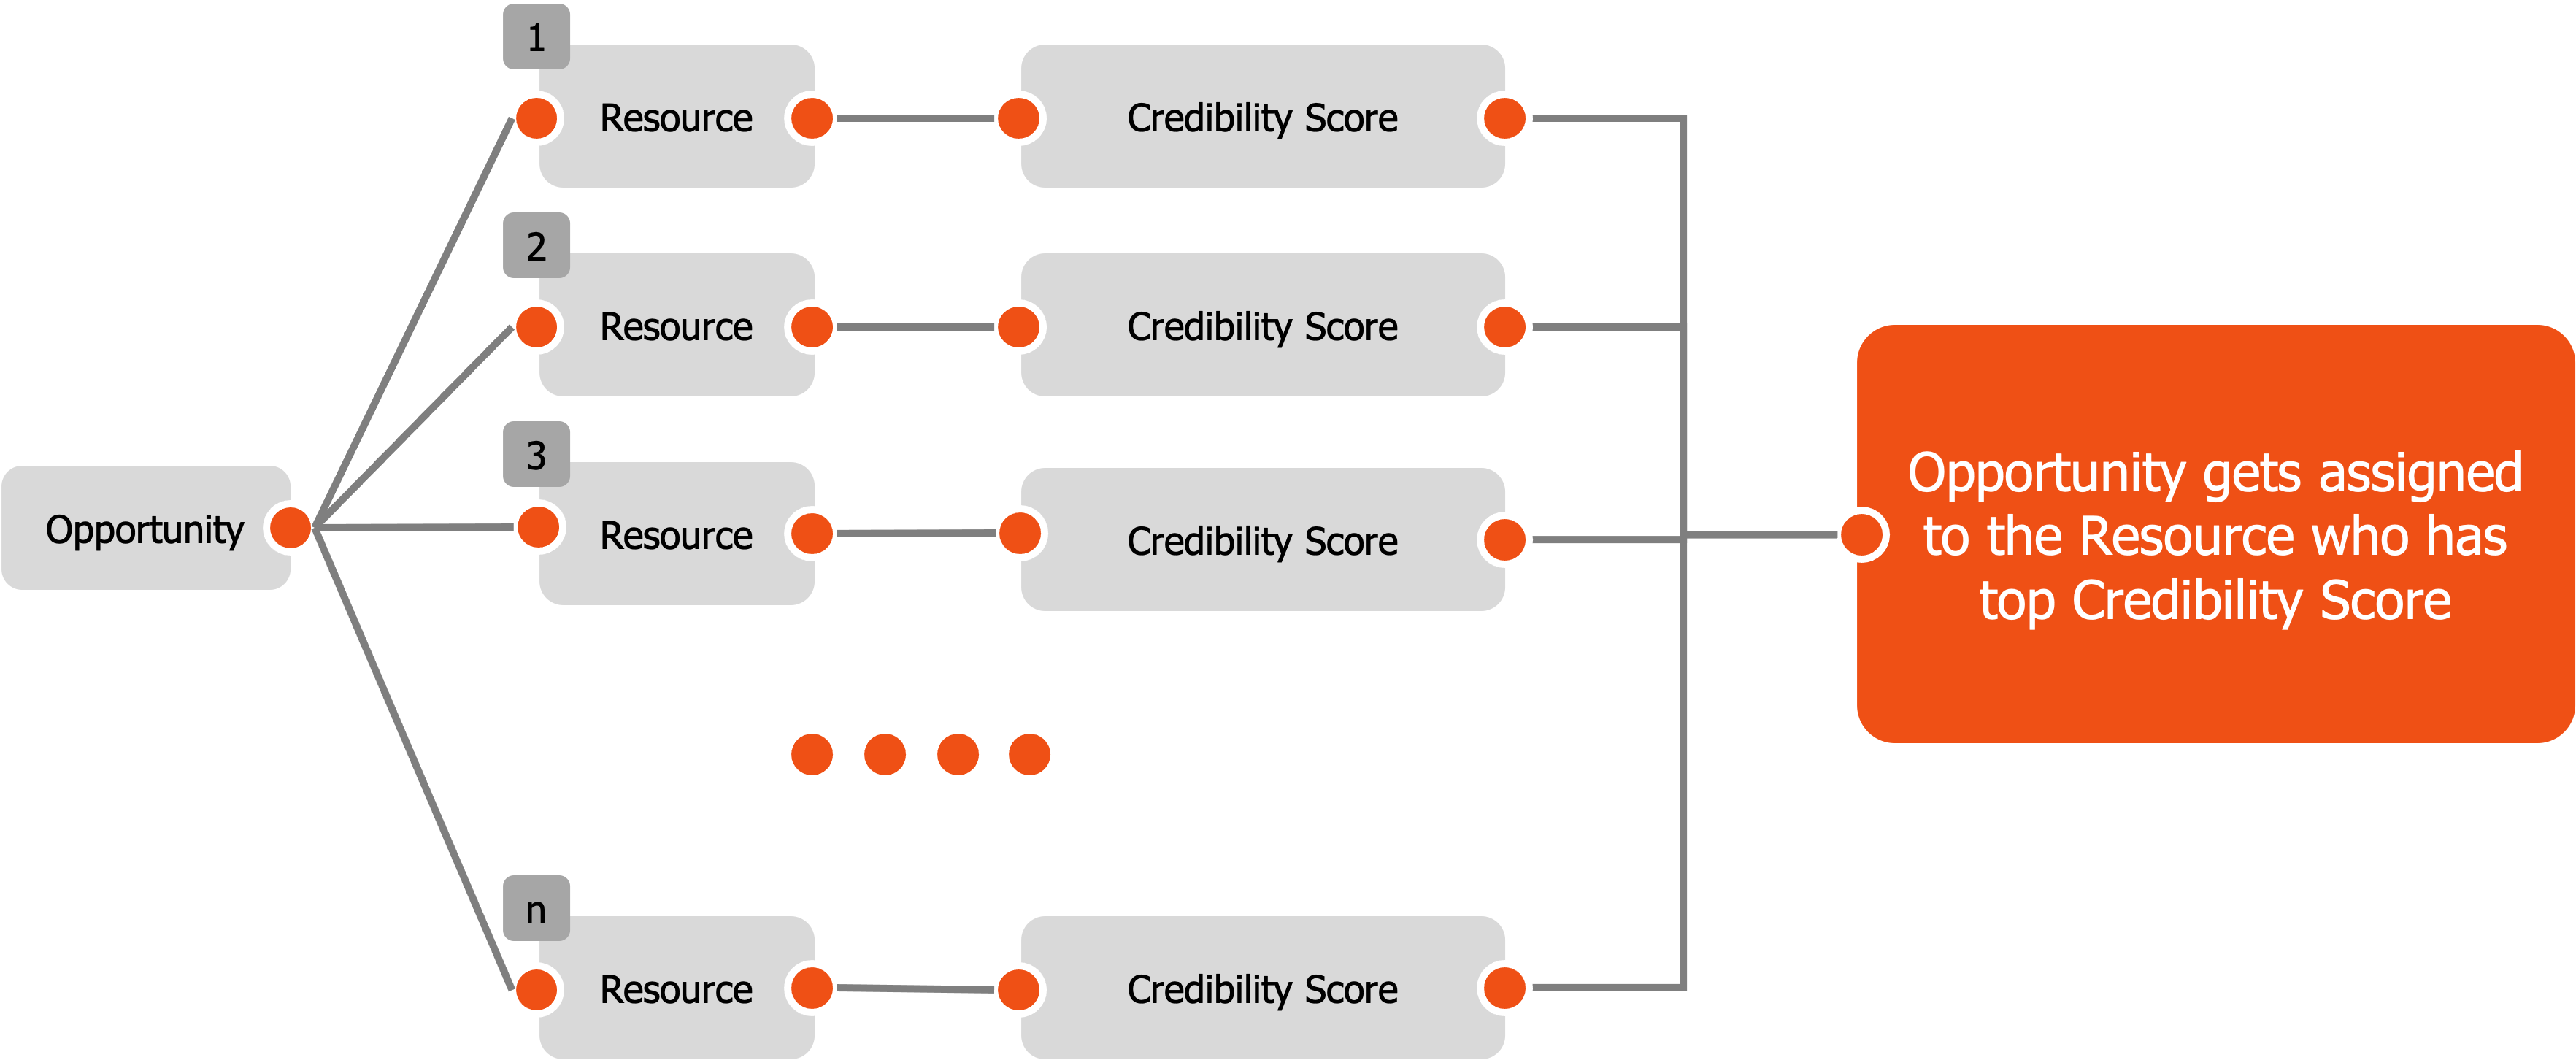 Opportunity
1
Resource
Credibility Score
2
Resource
Credibility Score
3
Resource
Credibility Score
n
Resource
Credibility Score
Opportunity gets assigned
to the Resource who has
top Credibility Score